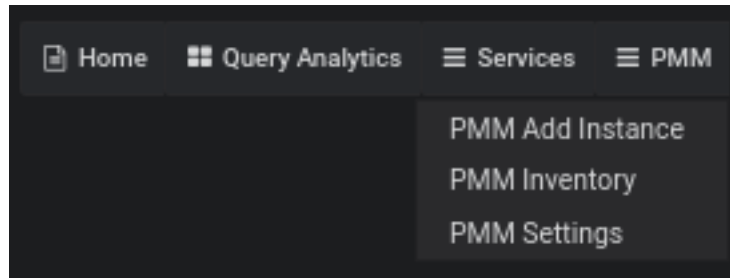 Home Query Analytics Services PMM
PMM Add Instance
PMM Inventory
PMM Settings